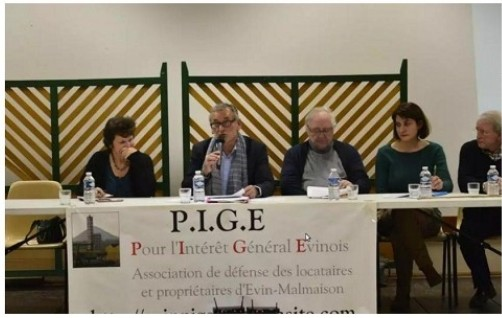 P.I.G.E
Pour l'Intérêt Général Evinois
Association de défense des locataires
et propriétaires d'Evin-Malmaison